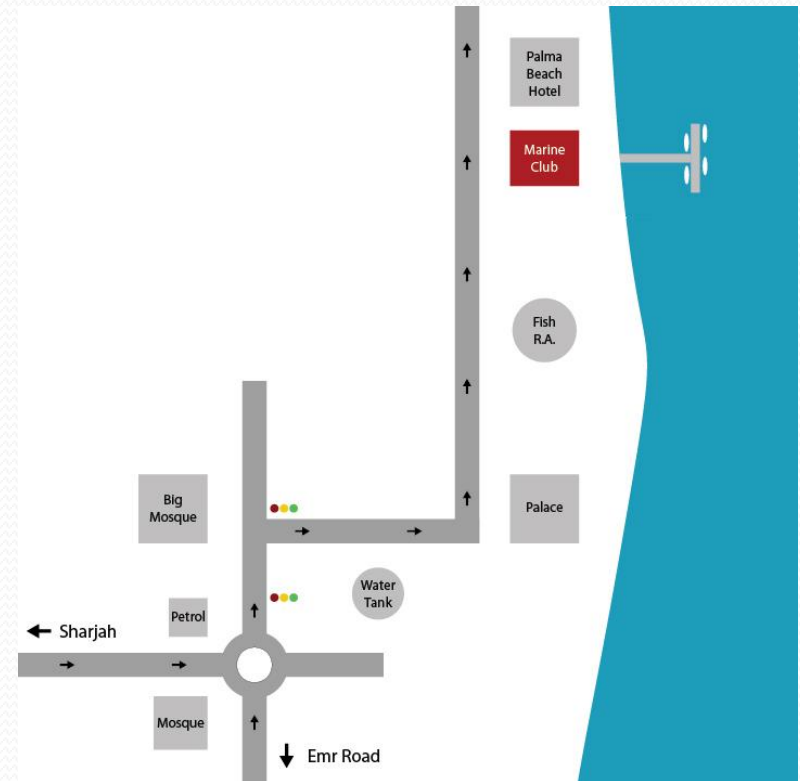 Palma
Beach
Hotel
Marine
Club
Fish
R.A.
Big
Mosque
Palace
Water
Tank
Petrol
Sharjah
Mosque
Emr Road